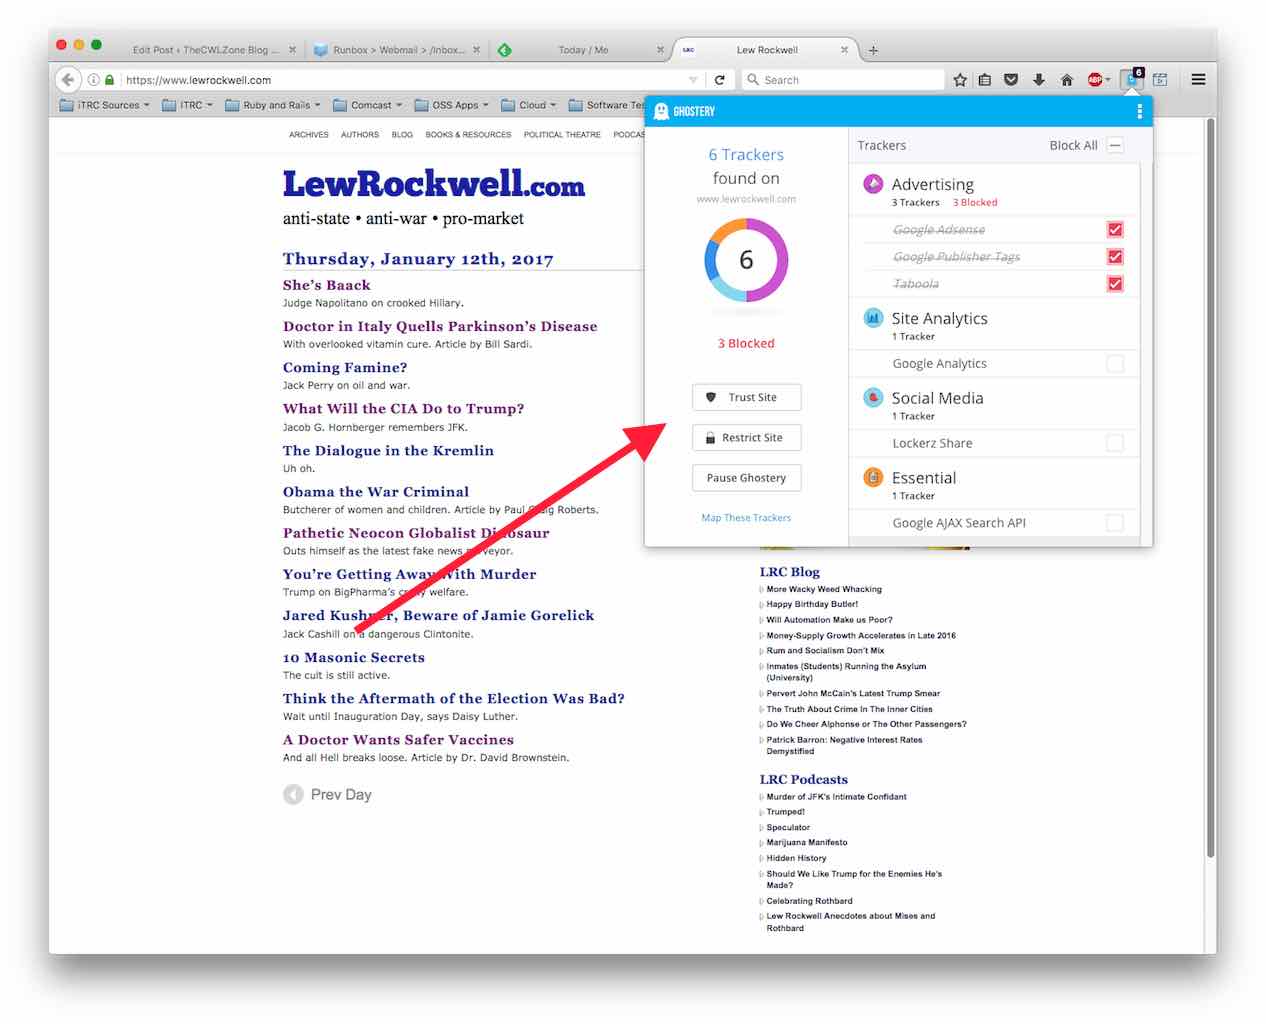 Edit Post ‹ TheCWLZone Blog ...
Runbox > Webmail > /Inbox...
Today / Me
LRC
Lew Rockwell
https://www.lewrockwell.com
Search
ABP
6
iTRC Sources
iTRC
Ruby and Rails
Comcast
OSS Apps
Cloud
Software Te
ARCHIVES AUTHORS BLOG BOOKS & RESOURCES POLITICAL THEATRE PODCAS
LewRockwell.com
anti-state • anti-war • pro-market
Thursday, January 12th, 2017
She's Baack
Judge Napolitano on crooked Hillary.
Doctor in Italy Quells Parkinson's Disease
With overlooked vitamin cure. Article by Bill Sardi.
Coming Famine?
Jack Perry on oil and war.
What Will the CIA Do to Trump?
Jacob G. Hornberger remembers JFK.
The Dialogue in the Kremlin
Uh oh.
Obama the War Criminal
Butcherer of women and children. Article by Paul Craig Roberts.
Pathetic Neocon Globalist Dinosaur
Outs himself as the latest fake news purveyor.
You're Getting Away With Murder
Trump on BigPharma's crazy welfare.
Jared Kushner, Beware of Jamie Gorelick
Jack Cashill on a dangerous Clintonite.
10 Masonic Secrets
The cult is still active.
Think the Aftermath of the Election Was Bad?
Wait until Inauguration Day, says Daisy Luther.
A Doctor Wants Safer Vaccines
And all Hell breaks loose. Article by Dr. David Brownstein.
Prev Day
GHOSTERY
6 Trackers
found on
www.lewrockwell.com
6
3 Blocked
Trust Site
Restrict Site
Pause Ghostery
Map These Trackers
Trackers Block All
Advertising
3 Trackers 3 Blocked
Google Adsense
Google Publisher Tags
Taboola
Site Analytics
1 Tracker
Google Analytics
Social Media
1 Tracker
Lockerz Share
Essential
1 Tracker
Google AJAX Search API
LRC Blog
More Wacky Weed Whacking
Happy Birthday Butler!
Will Automation Make us Poor?
Money-Supply Growth Accelerates in Late 2016
Rum and Socialism Don't Mix
Inmates (Students) Running the Asylum
(University)
Pervert John McCain's Latest Trump Smear
The Truth About Crime In The Inner Cities
Do We Cheer Alphonse or The Other Passengers?
Patrick Barron: Negative Interest Rates
Demystified
LRC Podcasts
Murder of JFK's Intimate Confidant
Trumped!
Speculator
Marijuana Manifesto
Hidden History
Should We Like Trump for the Enemies He's
Made?
Celebrating Rothbard
Lew Rockwell Anecdotes about Mises and
Rothbard